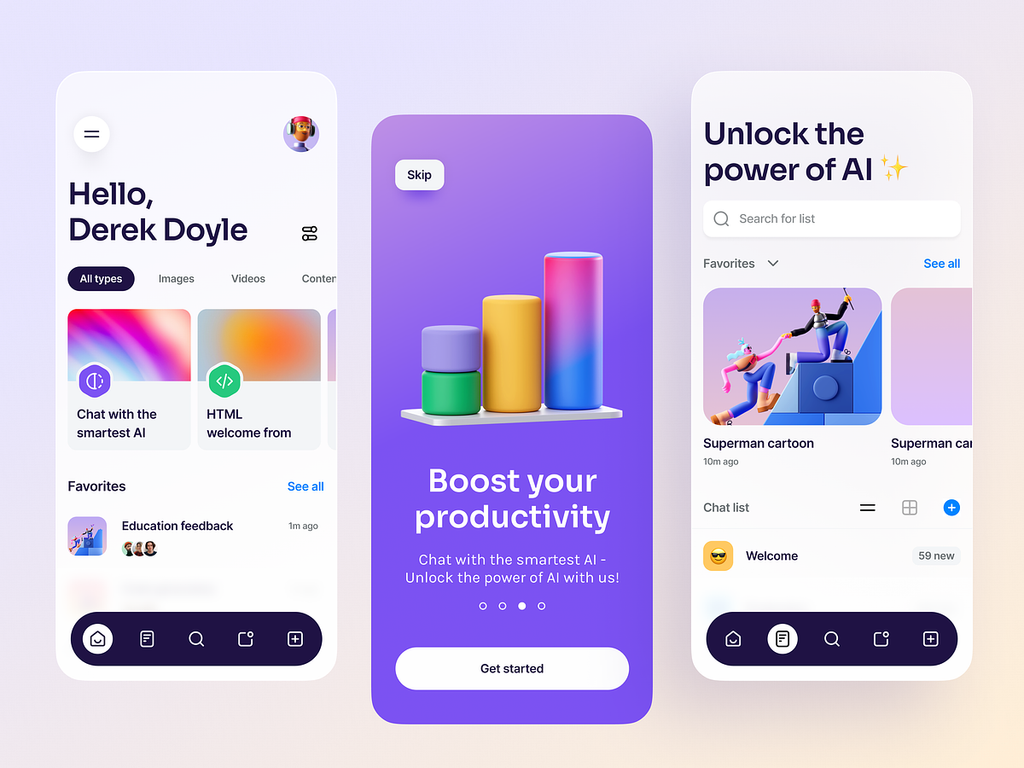 Hello,
Derek Doyle
All types
Images
Videos
Conten
Chat with the
smartest AI
HTML
welcome from
Favorites
See all
Education feedback
1m ago
Skip
Boost your
productivity
Chat with the smartest AI -
Unlock the power of AI with us!
Get started
Unlock the
power of AI ✨
Search for list
Favorites
See all
Superman cartoon
10m ago
Superman car
10m ago
Chat list
Welcome
59 new